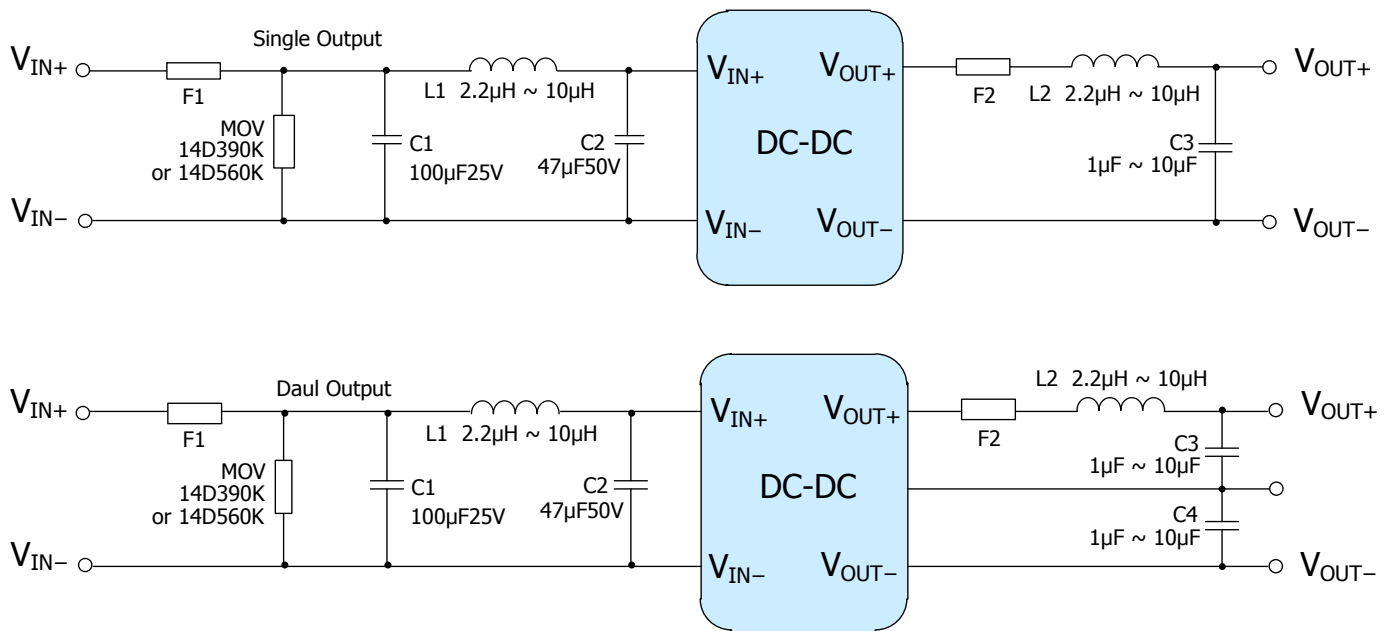 Single Output
VIN+
F1
MOV
14D390K
or 14D560K
C1
100µF25V
L1 2.2µH ~ 10µH
C2
47µF50V
VIN−
VIN+
VOUT+
DC-DC
VIN−
VOUT−
F2
L2 2.2µH ~ 10µH
C3
1µF ~ 10µF
VOUT+
VOUT−
Daul Output
VIN+
F1
MOV
14D390K
or 14D560K
C1
100µF25V
L1 2.2µH ~ 10µH
C2
47µF50V
VIN−
VIN+
VOUT+
DC-DC
VIN−
VOUT−
F2
L2 2.2µH ~ 10µH
C3
1µF ~ 10µF
C4
1µF ~ 10µF
VOUT+
VOUT−